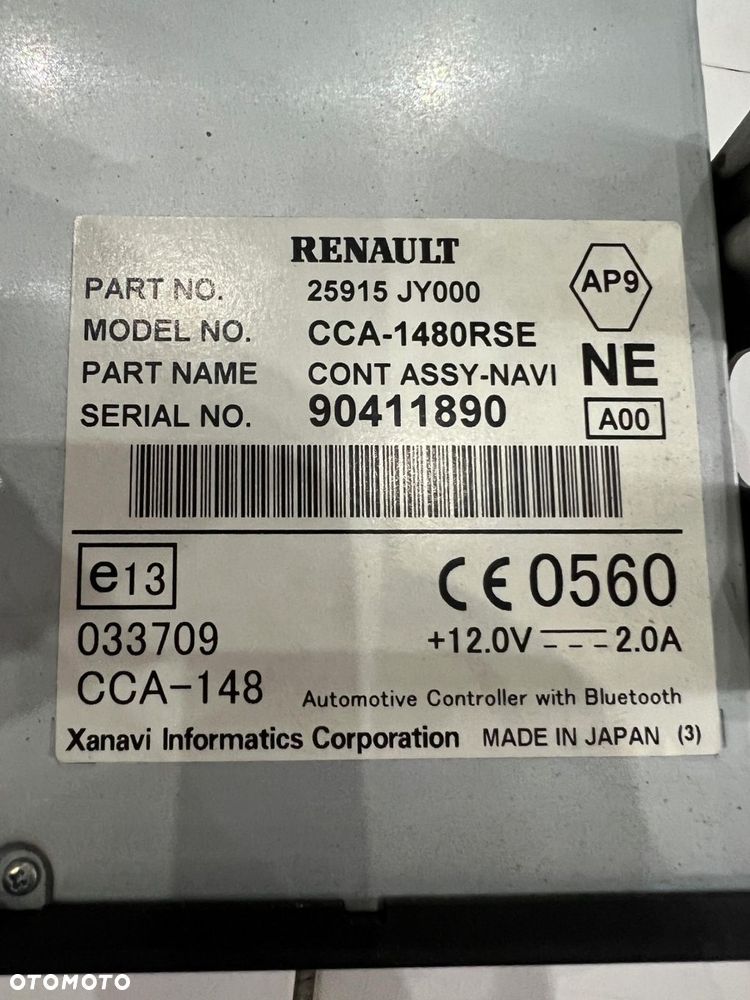 RENAULT
PART NO. 25915 JY000
AP9
MODEL NO. CCA-1480RSE
PART NAME CONT ASSY-NAVI NE
SERIAL NO. 90411890 A00
e13 CE 0560
033709 +12.0V 2.0A
CCA-148 Automotive Controller with Bluetooth
Xanavi Informatics Corporation MADE IN JAPAN (3)
OTOMOTO